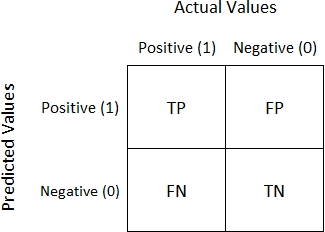 Actual Values
Positive (1) Negative (0)
Predicted Values
Positive (1) TP FP
Negative (0) FN TN